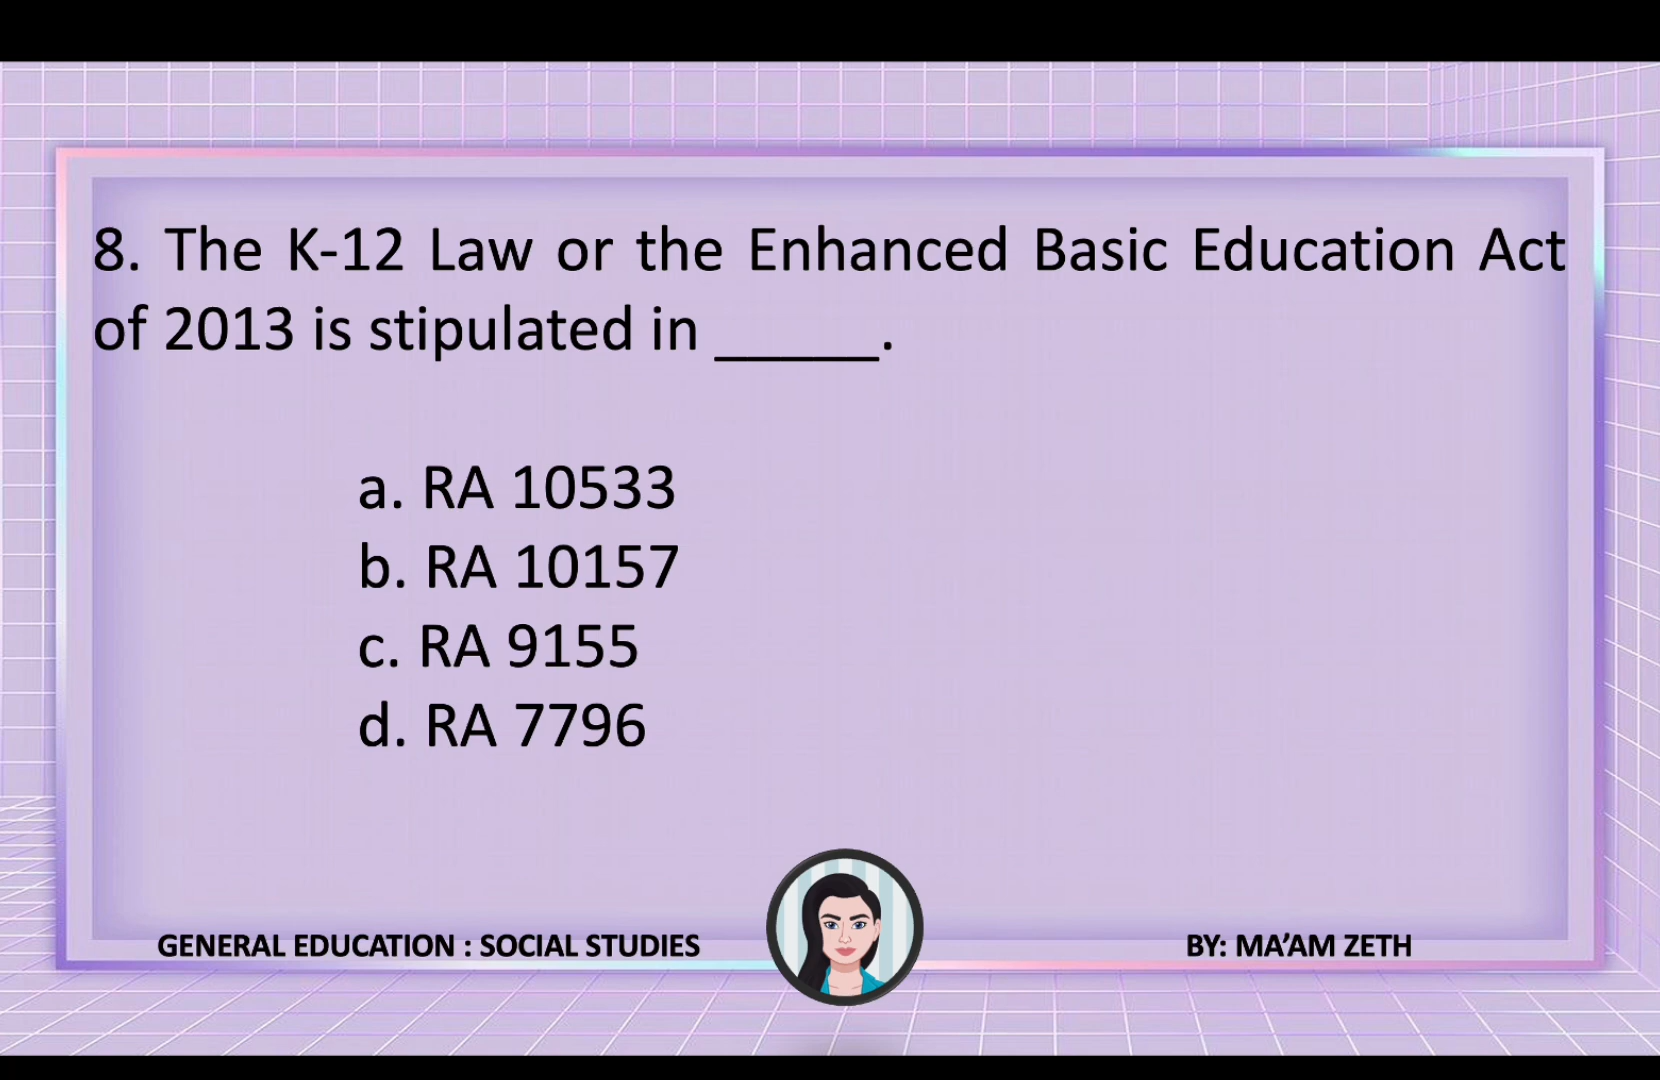 8. The K-12 Law or the Enhanced Basic Education Act
of 2013 is stipulated in _____.
a. RA 10533
b. RA 10157
c. RA 9155
d. RA 7796
GENERAL EDUCATION : SOCIAL STUDIES
BY: MA’AM ZETH